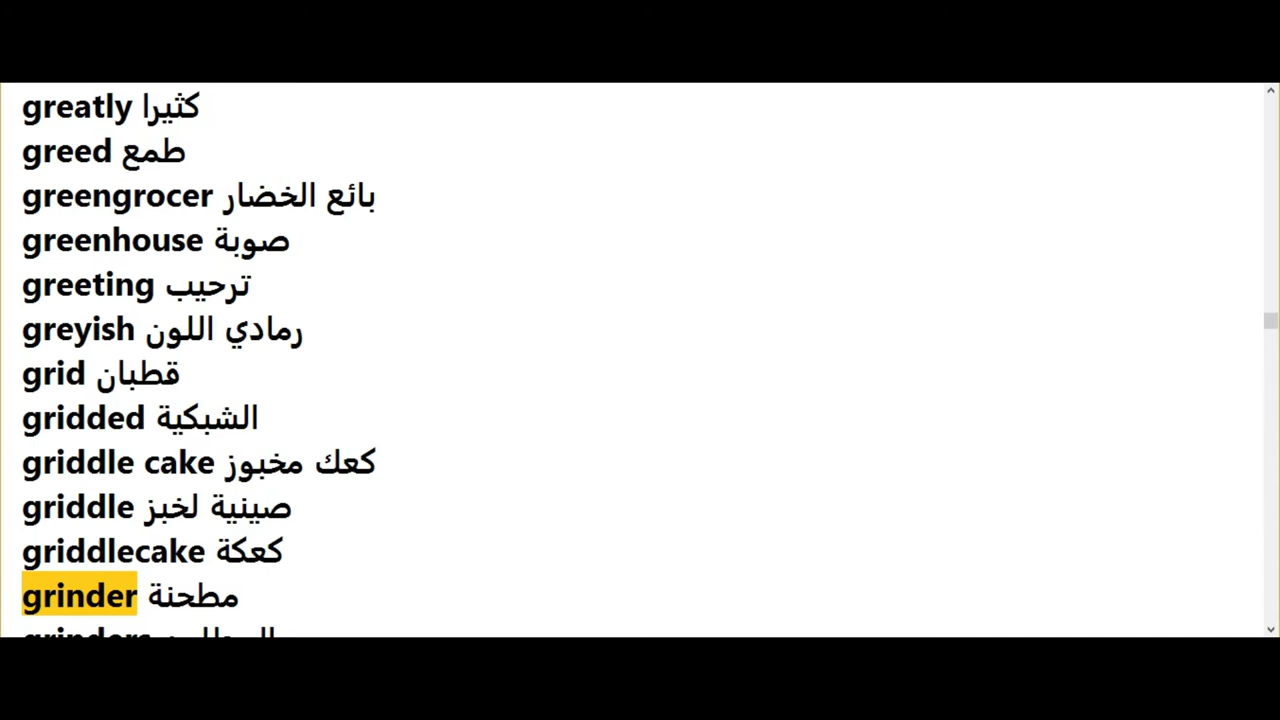 greatly كثيرا
greed طمع
greengrocer بائع الخضار
greenhouse صوبة
greeting ترحيب
greyish رمادي اللون
grid قطبان
gridded الشبكية
griddle cake كعك مخبوز
griddle صينية لخبز
griddlecake كعكة
grinder مطحنة
grinders